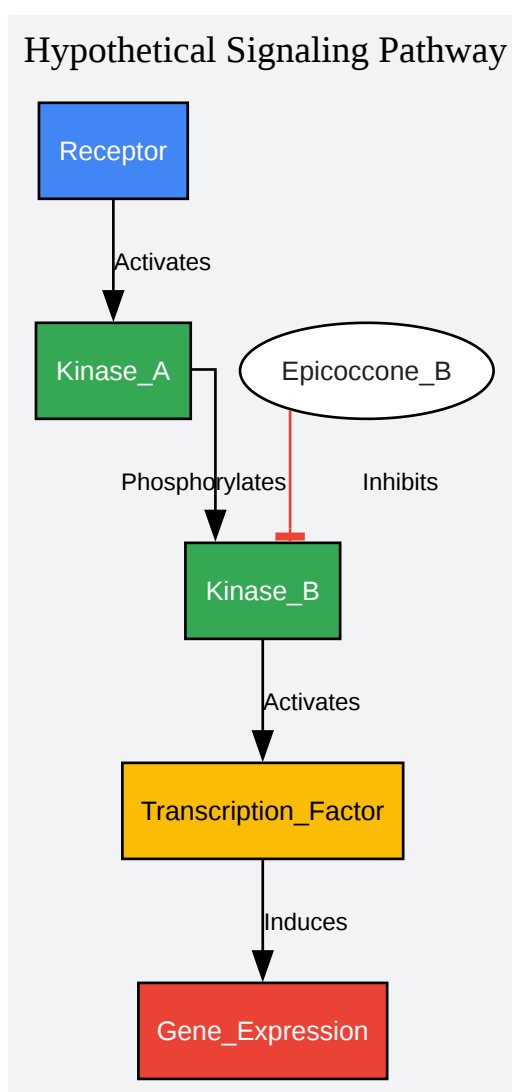 Hypothetical Signaling Pathway
Receptor
Activates
Kinase_A
Epicoccone_B
Phosphorylates
Inhibits
Kinase_B
Activates
Transcription_Factor
Induces
Gene_Expression